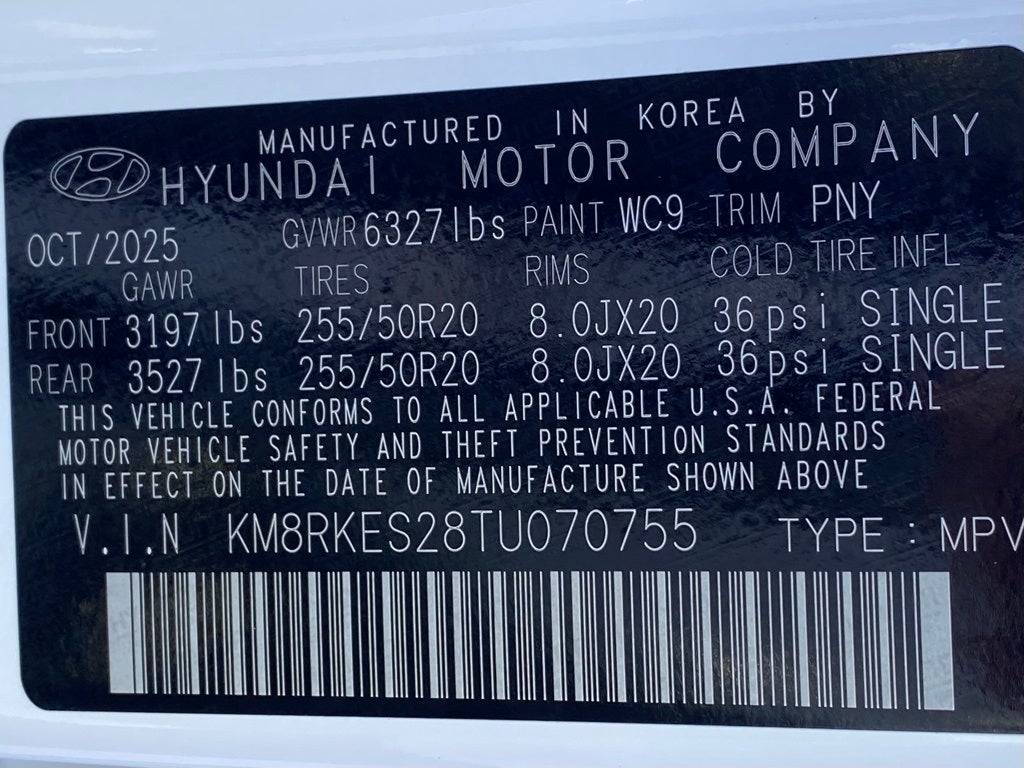 MANUFACTURED IN KOREA BY
HYUNDAI MOTOR COMPANY
OCT/2025 GVWR 6327lbs PAINT WC9 TRIM PNY
GAWR TIRES RIMS COLD TIRE INFL
FRONT 3197lbs 255/50R20 8.0JX20 36psi SINGLE
REAR 3527lbs 255/50R20 8.0JX20 36psi SINGLE
THIS VEHICLE CONFORMS TO ALL APPLICABLE U.S.A. FEDERAL
MOTOR VEHICLE SAFETY AND THEFT PREVENTION STANDARDS
IN EFFECT ON THE DATE OF MANUFACTURE SHOWN ABOVE
V.I.N KM8RKES28TU070755 TYPE : MPV